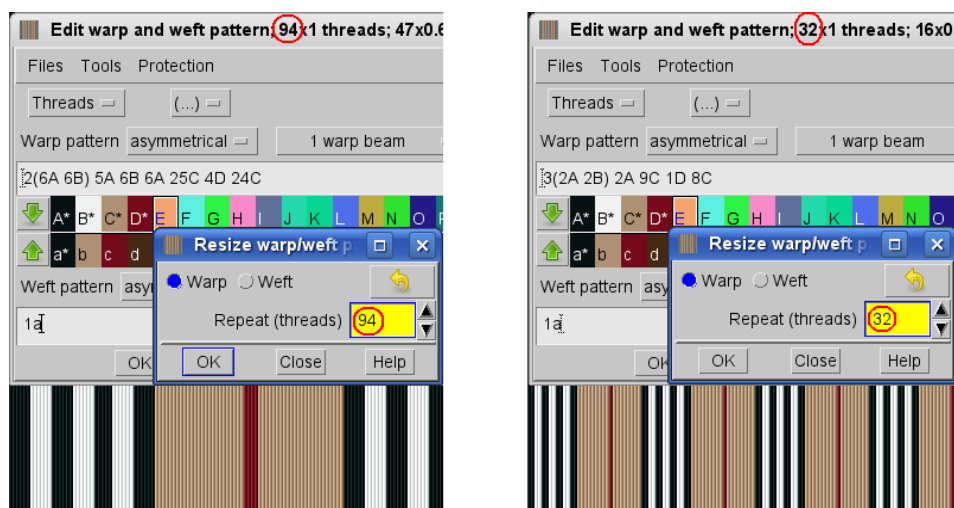 Edit warp and weft pattern; 94x1 threads; 47x0.6
Files Tools Protection
Threads (...)
Warp pattern asymmetrical 1 warp beam
2(6A 6B) 5A 6B 6A 25C 4D 24C
A* B* C* D* E F G H I J K L M N O
a* b c d
Resize warp/weft p
Weft pattern asy
Warp Weft
1a
Repeat (threads) 94
OK
OK Close Help
Edit warp and weft pattern; 32x1 threads; 16x0
Files Tools Protection
Threads (...)
Warp pattern asymmetrical 1 warp beam
3(2A 2B) 2A 9C 1D 8C
A* B* C* D* E F G H I J K L M N O
a* b c d
Resize warp/weft p
Weft pattern asy
Warp Weft
1a
Repeat (threads) 32
OK Close Help